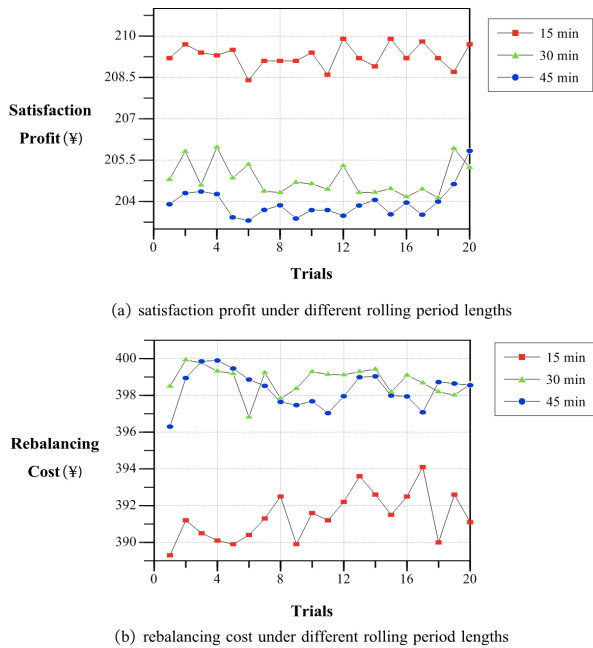 210
208.5
207
205.5
204
Satisfaction
Profit(¥)
0
4
8
12
16
20
Trials
15 min
30 min
45 min
(a) satisfaction profit under different rolling period lengths
400
398
396
394
392
390
Rebalancing
Cost(¥)
0
4
8
12
16
20
Trials
15 min
30 min
45 min
(b) rebalancing cost under different rolling period lengths